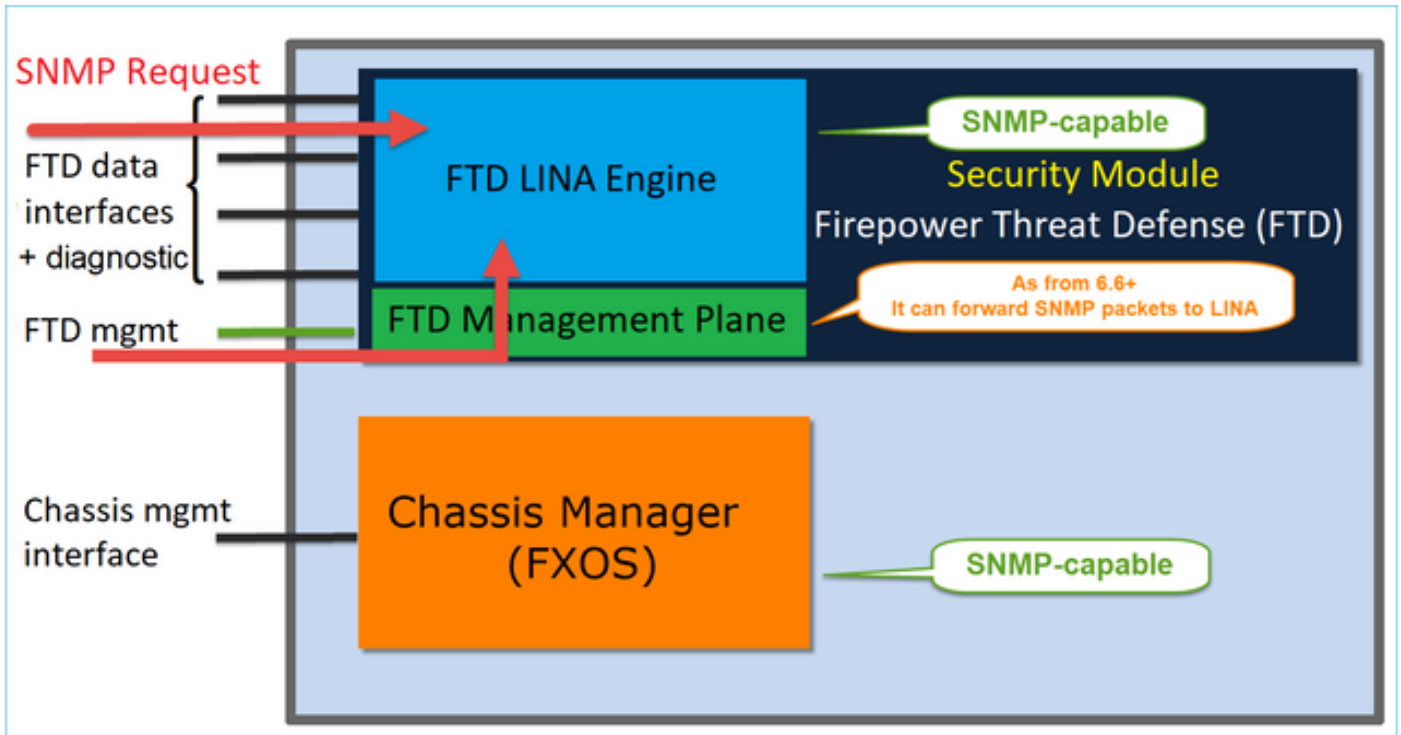 SNMP Request
FTD data
interfaces
+ diagnostic
FTD mgmt
FTD LINA Engine
FTD Management Plane
SNMP-capable
Security Module
Firepower Threat Defense (FTD)
As from 6.6+
It can forward SNMP packets to LINA
Chassis mgmt
interface
Chassis Manager
(FXOS)
SNMP-capable